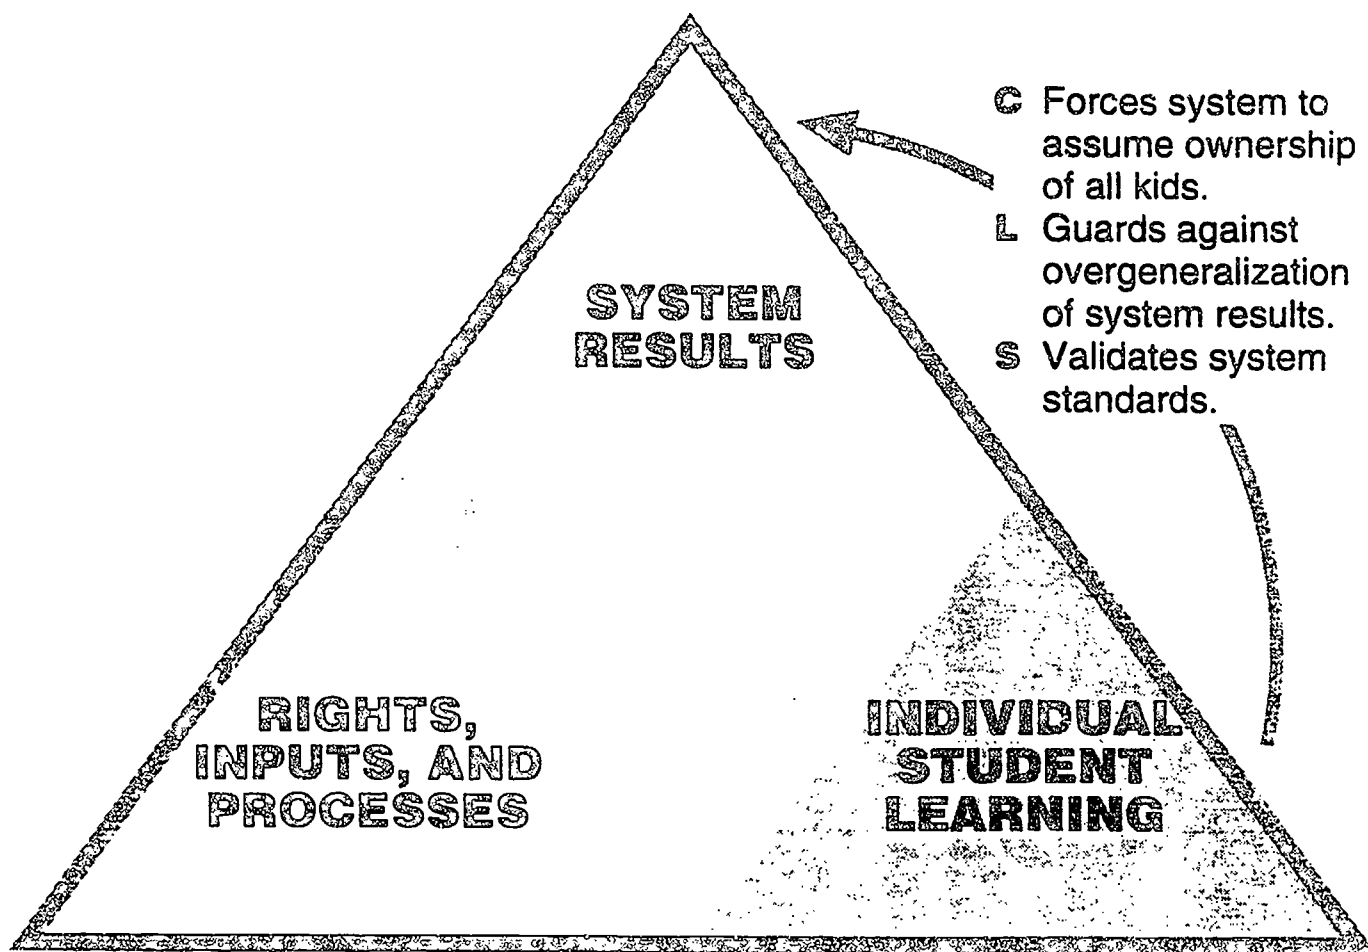 C Forces system to
assume ownership
of all kids.
L Guards against
overgeneralization
of system results.
S Validates system
standards.
SYSTEM
RESULTS
RIGHTS,
INPUTS, AND
PROCESSES
INDIVIDUAL
STUDENT
LEARNING